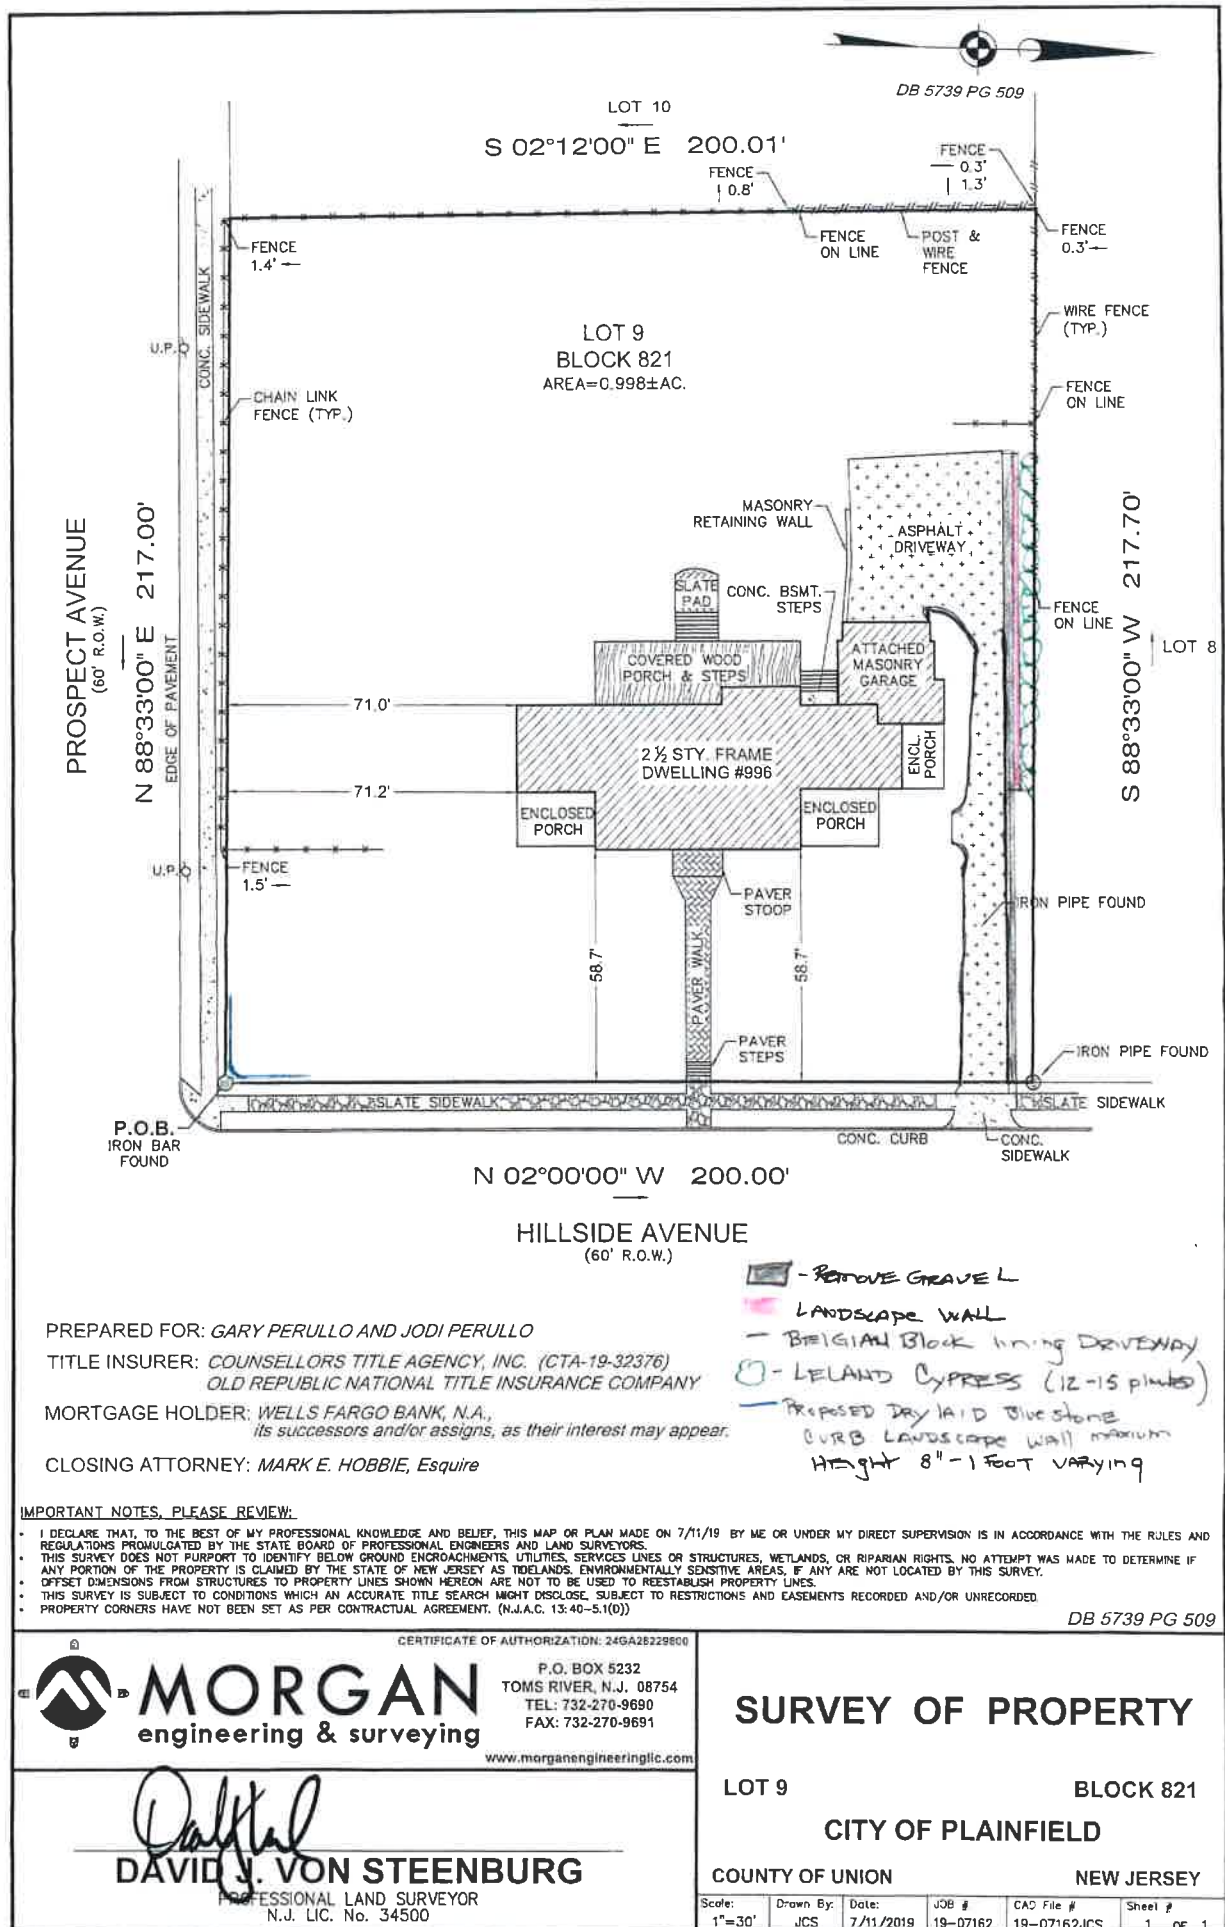 DB 5739 PG 509
LOT 10
S 02°12'00" E 200.01'
FENCE
0.8'
FENCE
0.3'
1.3'
FENCE
1.4'
FENCE
ON LINE
POST &
WIRE
FENCE
FENCE
0.3'
CONC. SIDEWALK
U.P.
LOT 9
BLOCK 821
AREA=0.998±AC.
WIRE FENCE
(TYP.)
CHAIN LINK
FENCE (TYP.)
FENCE
ON LINE
PROSPECT AVENUE
(60' R.O.W.)
N 88°33'00" E 217.00'
EDGE OF PAVEMENT
MASONRY
RETAINING WALL
ASPHALT
DRIVEWAY
S 88°33'00" W 217.70'
SLATE
PAD
CONC. BSMT.
STEPS
FENCE
ON LINE
LOT 8
COVERED WOOD
PORCH & STEPS
ATTACHED
MASONRY
GARAGE
71.0'
2 ½ STY. FRAME
DWELLING #996
ENCL.
PORCH
71.2'
ENCLOSED
PORCH
ENCLOSED
PORCH
U.P.
FENCE
1.5'
PAVER
STOOP
IRON PIPE FOUND
58.7'
PAVER WALK
58.7'
PAVER
STEPS
IRON PIPE FOUND
SLATE SIDEWALK
SLATE SIDEWALK
P.O.B.
IRON BAR
FOUND
CONC. CURB
CONC.
SIDEWALK
N 02°00'00" W 200.00'
HILLSIDE AVENUE
(60' R.O.W.)
- REMOVE GRAVEL
LANDSCAPE WALL
- BElGIAN Block lining DRIVEWAY
- LELAND CYPRESS (12-15 planted)
PROPOSED DRY LAID Blue stone
CURB LANDSCAPE wall maxium
HEight 8" - 1 FOOT VARYing
PREPARED FOR: GARY PERULLO AND JODI PERULLO
TITLE INSURER: COUNSELLORS TITLE AGENCY, INC. (CTA-19-32376)
OLD REPUBLIC NATIONAL TITLE INSURANCE COMPANY
MORTGAGE HOLDER: WELLS FARGO BANK, N.A.,
its successors and/or assigns, as their interest may appear.
CLOSING ATTORNEY: MARK E. HOBBIE, Esquire
IMPORTANT NOTES, PLEASE REVIEW:
• I DECLARE THAT, TO THE BEST OF MY PROFESSIONAL KNOWLEDGE AND BELIEF, THIS MAP OR PLAN MADE ON 7/11/19 BY ME OR UNDER MY DIRECT SUPERVISION IS IN ACCORDANCE WITH THE RULES AND
REGULATIONS PROMULGATED BY THE STATE BOARD OF PROFESSIONAL ENGINEERS AND LAND SURVEYORS.
• THIS SURVEY DOES NOT PURPORT TO IDENTIFY BELOW GROUND ENCROACHMENTS, UTILITIES, SERVICES LINES OR STRUCTURES, WETLANDS, OR RIPARIAN RIGHTS. NO ATTEMPT WAS MADE TO DETERMINE IF
ANY PORTION OF THE PROPERTY IS CLAIMED BY THE STATE OF NEW JERSEY AS TIDELANDS. ENVIRONMENTALLY SENSITIVE AREAS, IF ANY ARE NOT LOCATED BY THIS SURVEY.
• OFFSET DIMENSIONS FROM STRUCTURES TO PROPERTY LINES SHOWN HEREON ARE NOT TO BE USED TO REESTABLISH PROPERTY LINES.
• THIS SURVEY IS SUBJECT TO CONDITIONS WHICH AN ACCURATE TITLE SEARCH MIGHT DISCLOSE, SUBJECT TO RESTRICTIONS AND EASEMENTS RECORDED AND/OR UNRECORDED.
• PROPERTY CORNERS HAVE NOT BEEN SET AS PER CONTRACTUAL AGREEMENT. (N.J.A.C. 13:40-5.1(D))
DB 5739 PG 509
CERTIFICATE OF AUTHORIZATION: 24GA28229800
MORGAN
engineering & surveying
P.O. BOX 5232
TOMS RIVER, N.J. 08754
TEL: 732-270-9690
FAX: 732-270-9691
www.morganengineeringllc.com
DAVID J. VON STEENBURG
PROFESSIONAL LAND SURVEYOR
N.J. LIC. No. 34500
SURVEY OF PROPERTY
LOT 9 BLOCK 821
CITY OF PLAINFIELD
COUNTY OF UNION NEW JERSEY
Scale: Drawn By: Date: JOB # CAD File # Sheet #
1"=30' JCS 7/11/2019 19-07162 19-07162JCS 1 OF 1